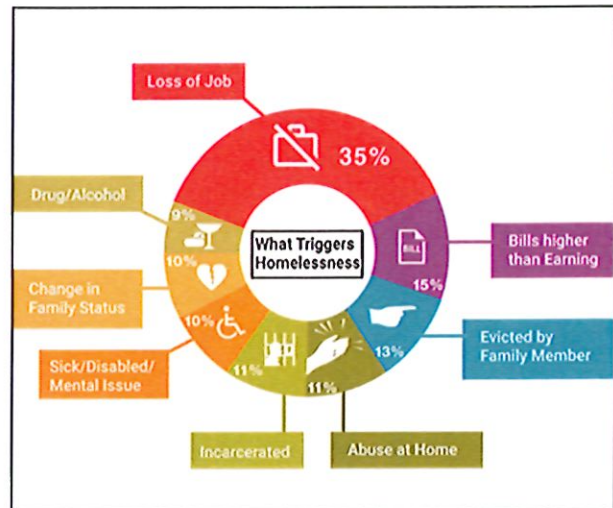 Loss of Job
35%
Drug/Alcohol
9%
What Triggers
Homelessness
BILL
Bills higher
than Earning
15%
10%
Change in
Family Status
10%
Sick/Disabled/
Mental Issue
13%
Evicted by
Family Member
11%
11%
Incarcerated
Abuse at Home